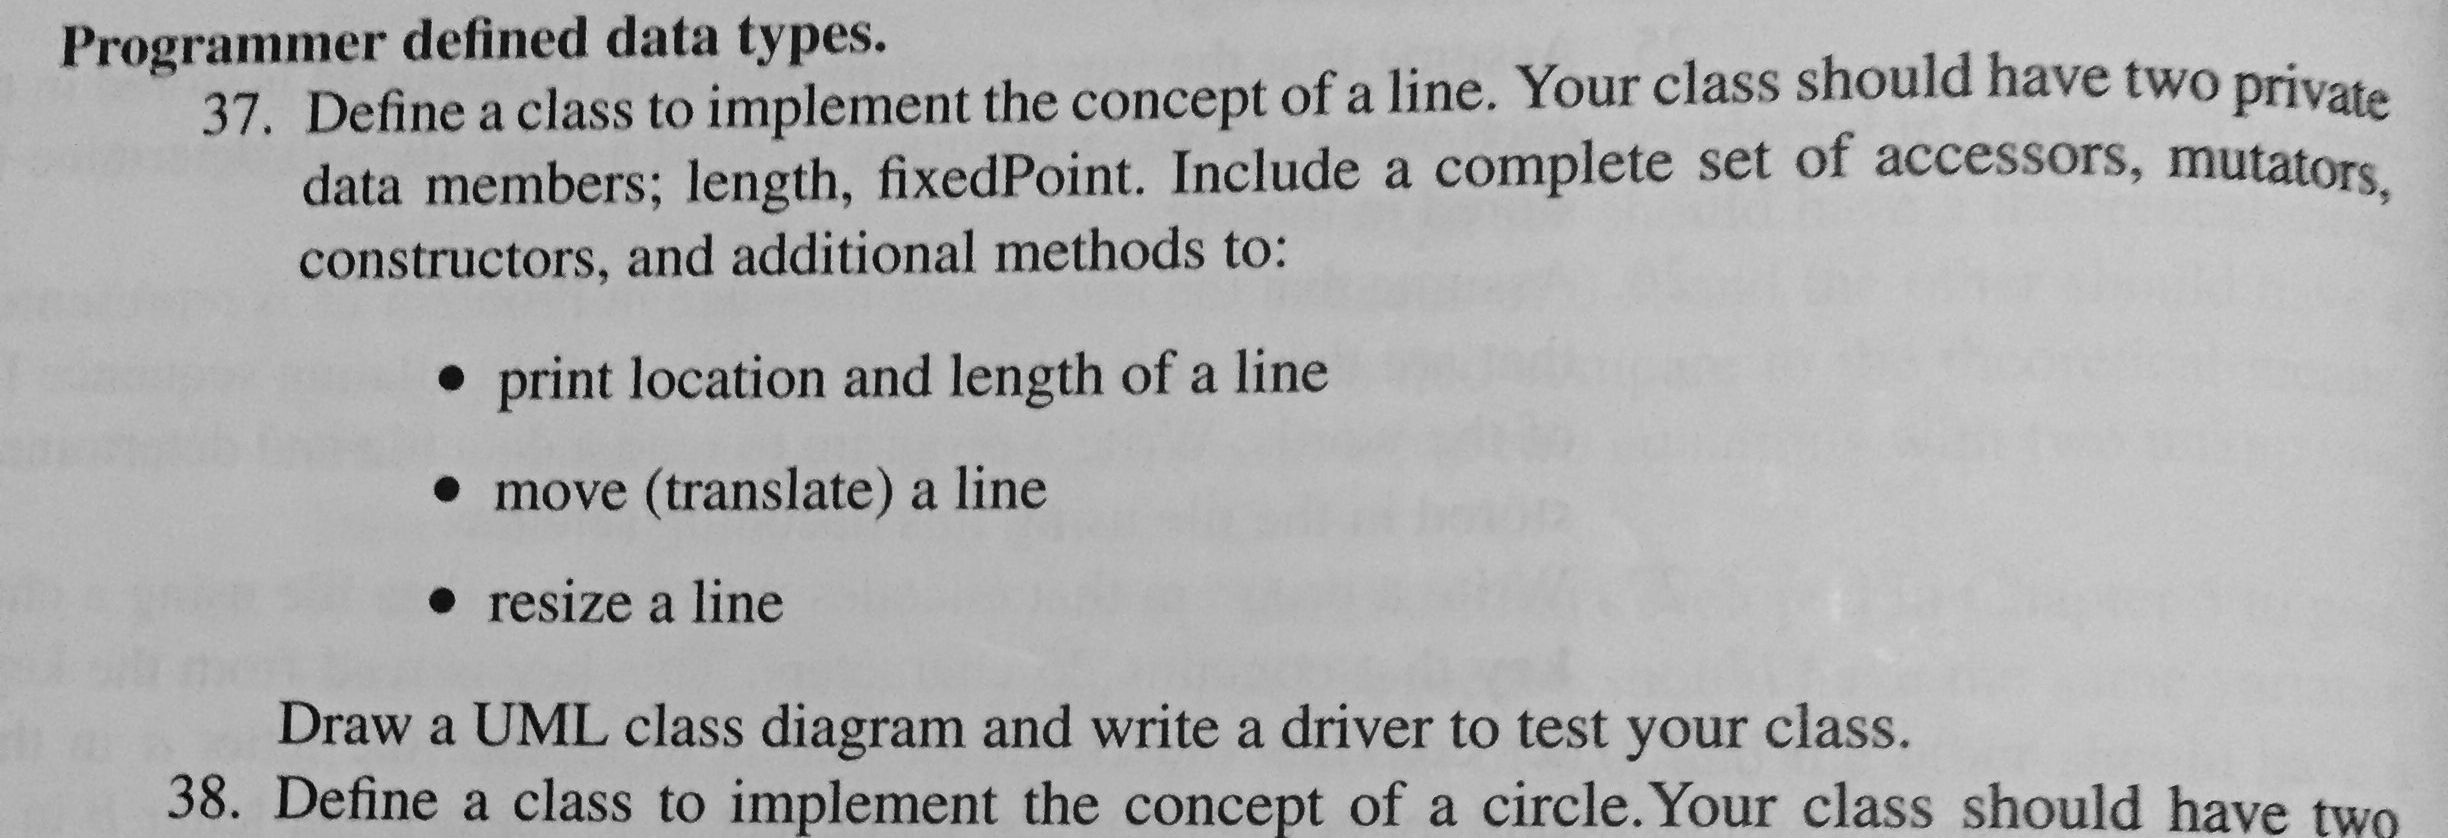 Programmer defined data types.
37. Define a class to implement the concept of a line. Your class should have two private
data members; length, fixedPoint. Include a complete set of accessors, mutators,
constructors, and additional methods to:
• print location and length of a line
• move (translate) a line
• resize a line
Draw a UML class diagram and write a driver to test your class.
38. Define a class to implement the concept of a circle. Your class should have two